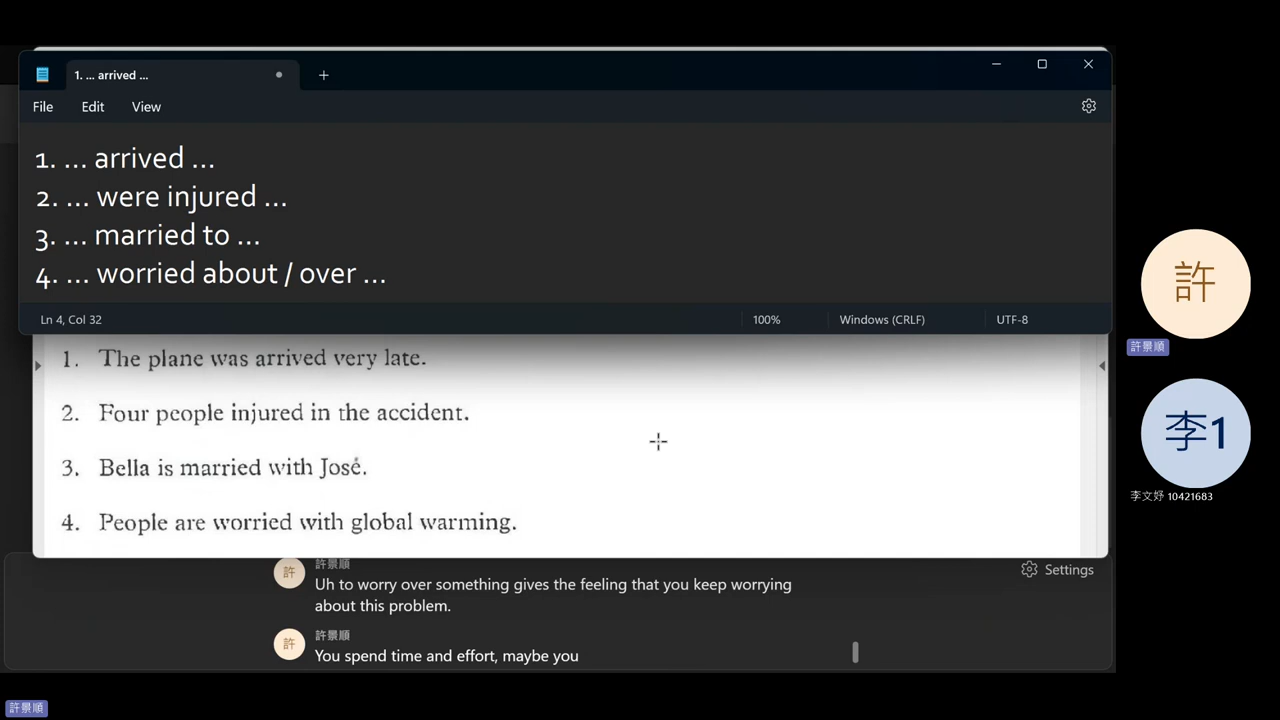 1. ... arrived ...
File Edit View
1. ... arrived ...
2. ... were injured ...
3. ... married to ...
4. ... worried about / over ...
Ln 4, Col 32 100% Windows (CRLF) UTF-8
1. The plane was arrived very late.
2. Four people injured in the accident.
3. Bella is married with José.
4. People are worried with global warming.
許
許景順
Uh to worry over something gives the feeling that you keep worrying
about this problem.
許
許景順
You spend time and effort, maybe you
Settings
許
許景順
李1
李文妤 10421683
許景順